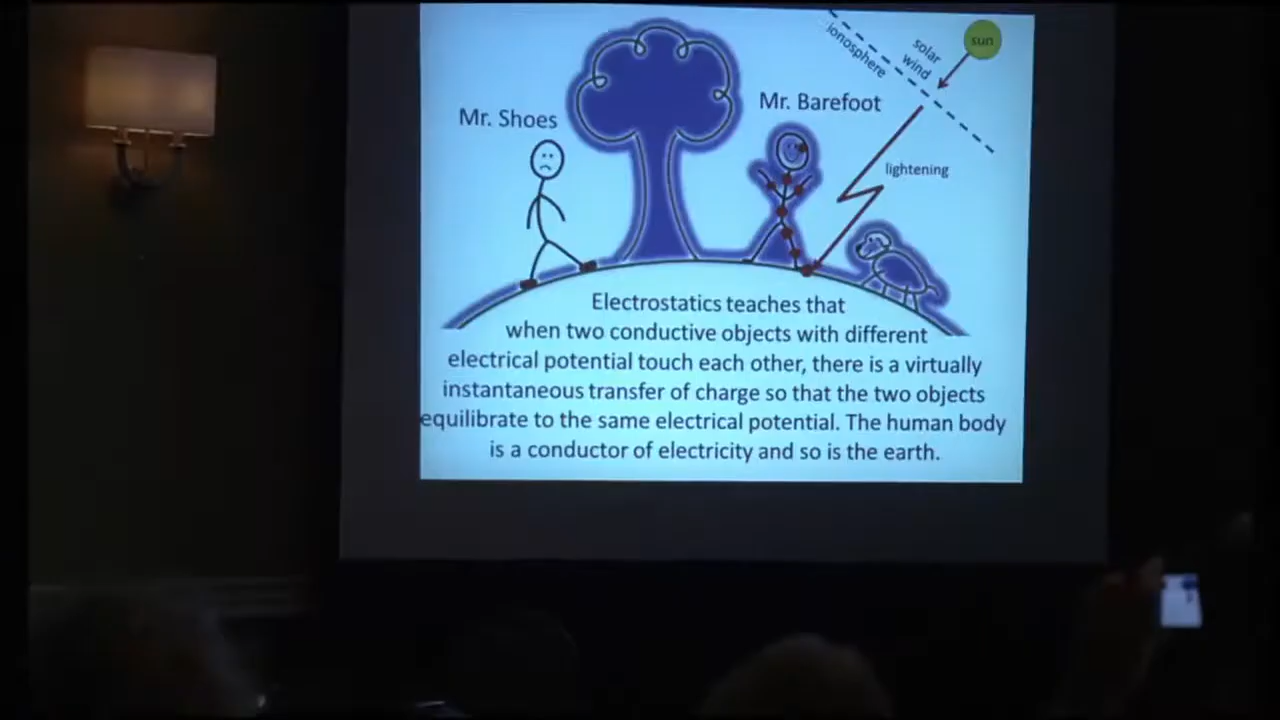 sun
solar
wind
ionosphere
Mr. Barefoot
Mr. Shoes
lightening
Electrostatics teaches that
when two conductive objects with different
electrical potential touch each other, there is a virtually
instantaneous transfer of charge so that the two objects
equilibrate to the same electrical potential. The human body
is a conductor of electricity and so is the earth.